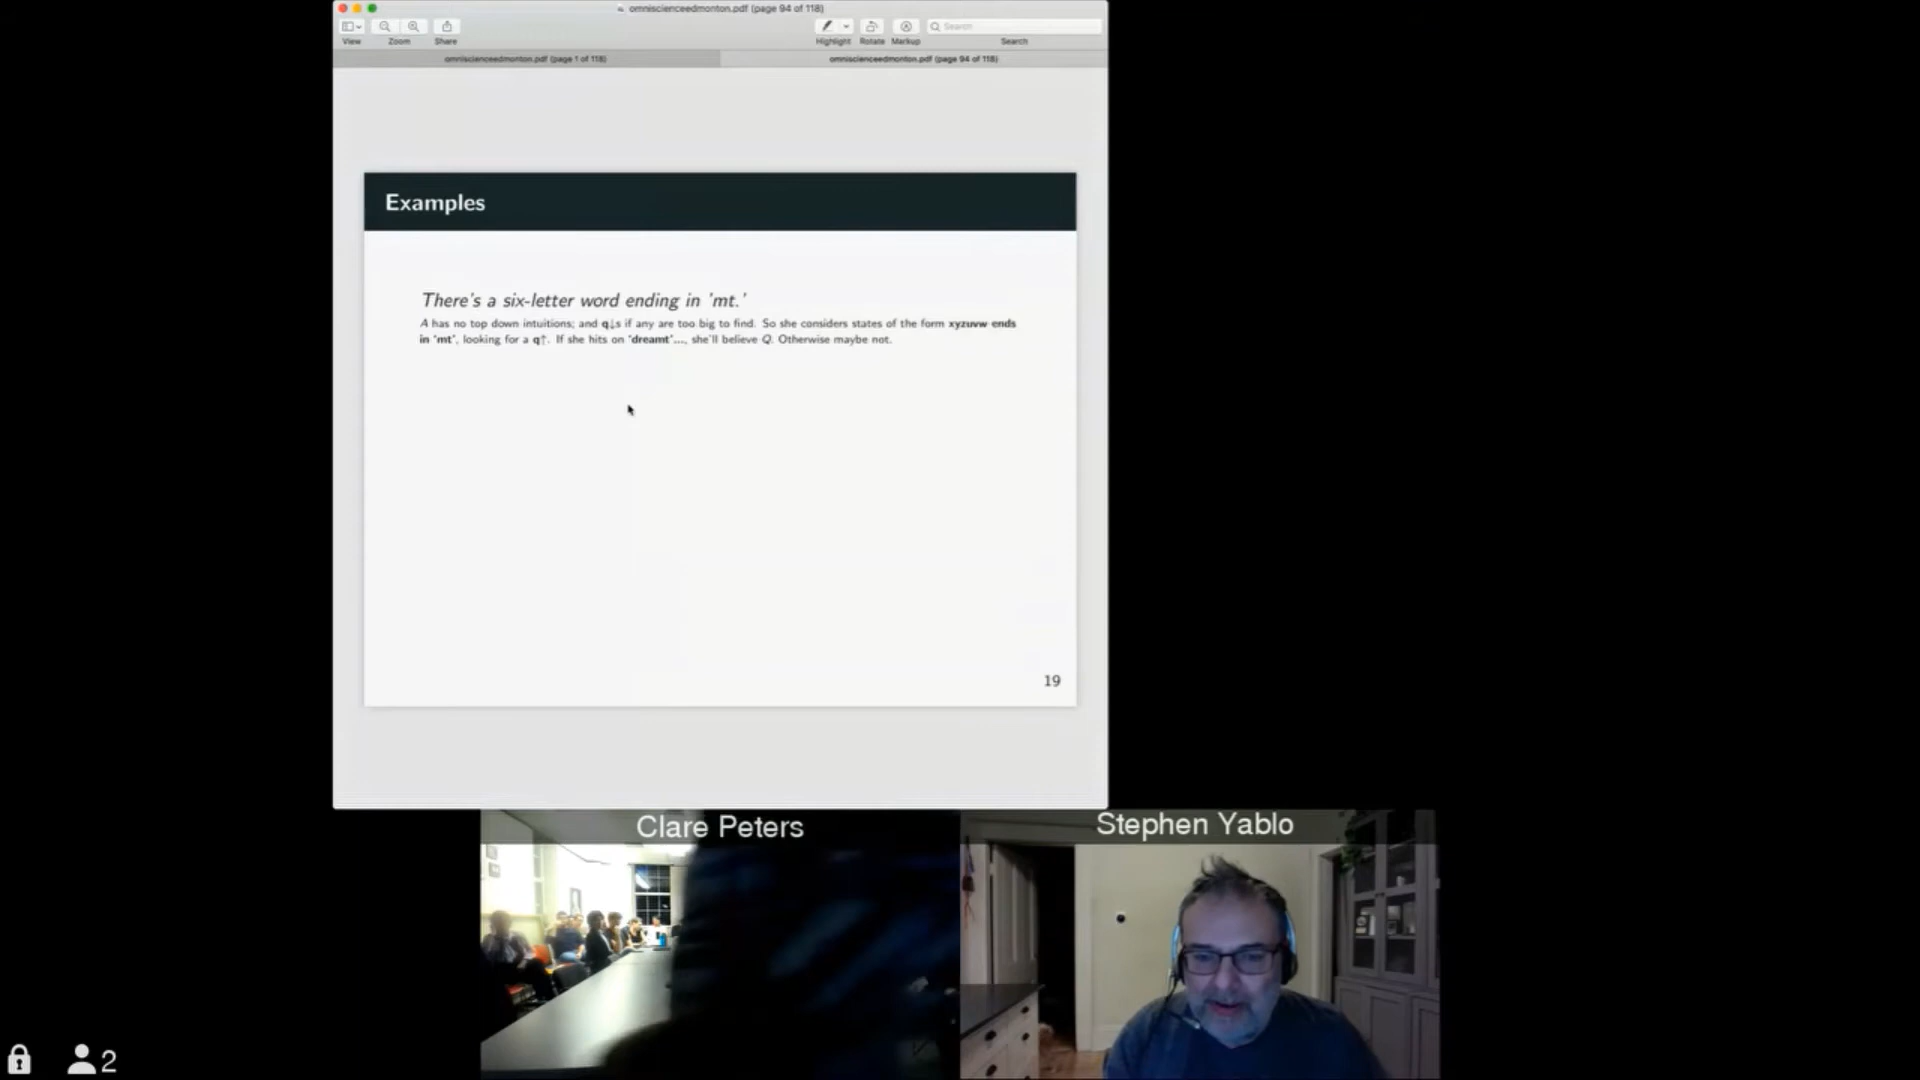 omniscienceedmonton.pdf (page 94 of 118)
View Zoom Share Highlight Rotate Markup Search
Search
omniscienceedmonton.pdf (page 1 of 118)
omniscienceedmonton.pdf (page 94 of 118)
Examples
There's a six-letter word ending in 'mt.'
A has no top down intuitions; and q↓s if any are too big to find. So she considers states of the form xyzuvw ends
in 'mt', looking for a q↑. If she hits on 'dreamt'..., she'll believe Q. Otherwise maybe not.
19
Clare Peters
Stephen Yablo
2